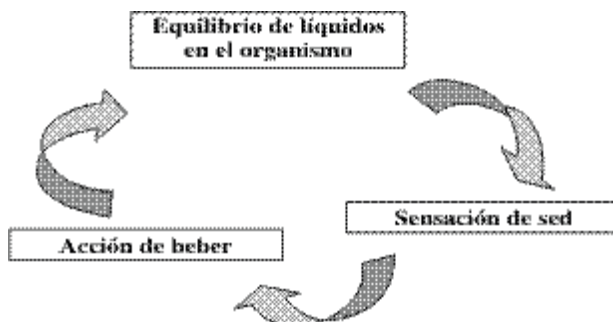 Equilibrio de líquidos
en el organismo
Sensación de sed
Acción de beber